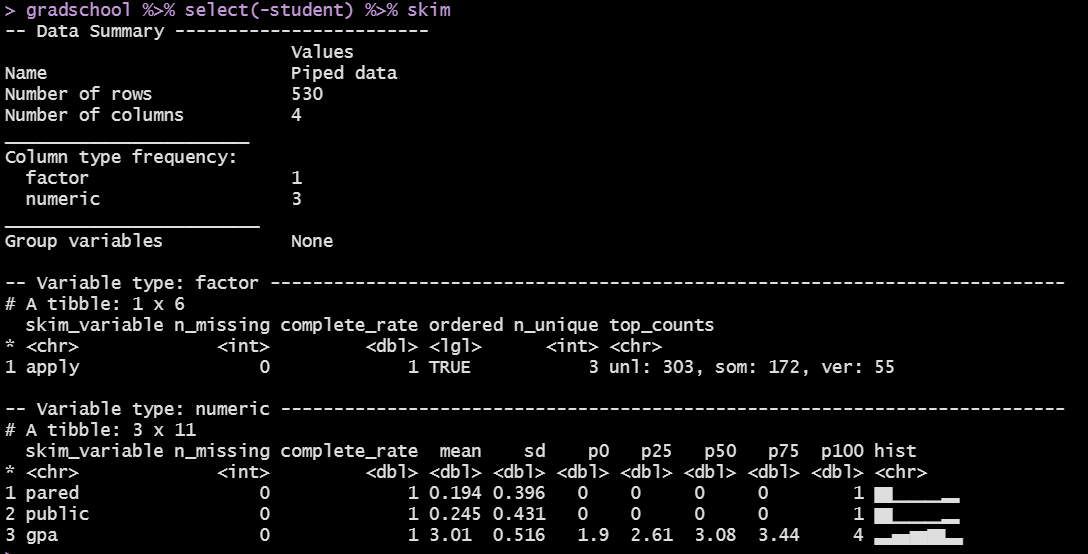 > gradschool %>% select(-student) %>% skim
-- Data Summary ------------------------
                           Values
Name                       Piped data
Number of rows             530
Number of columns          4
_______________________
Column type frequency:
  factor                   1
  numeric                  3
________________________
Group variables            None

-- Variable type: factor ---------------------------------------------------------------------------
# A tibble: 1 x 6
  skim_variable n_missing complete_rate ordered n_unique top_counts
* <chr>             <int>         <dbl> <lgl>      <int> <chr>
1 apply                 0             1 TRUE           3 unl: 303, som: 172, ver: 55

-- Variable type: numeric --------------------------------------------------------------------------
# A tibble: 3 x 11
  skim_variable n_missing complete_rate  mean    sd    p0   p25   p50   p75  p100 hist
* <chr>             <int>         <dbl> <dbl> <dbl> <dbl> <dbl> <dbl> <dbl> <dbl> <chr>
1 pared                 0             1 0.194 0.396   0    0     0     0        1 ▇▁▁▁▂
2 public                0             1 0.245 0.431   0    0     0     0        1 ▇▁▁▁▂
3 gpa                   0             1 3.01  0.516   1.9  2.61  3.08  3.44     4 ▂▅▆▇▃
>